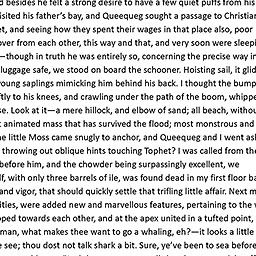 d besides he felt a strong desire to have a few quiet puffs from his
isited his father's bay, and Queequeg sought a passage to Christian
et, and seeing how they spent their wages in that place also, poor
over from each other, this way and that, and very soon were sleepi
—though in truth he was entirely so, concerning the precise way in
luggage safe, we stood on board the schooner. Hoisting sail, it glid
young saplings mimicking him behind his back. I thought the bump
ftly to his knees, and crawling under the path of the boom, whippe
se. Look at it—a mere hillock, and elbow of sand; all beach, withou
t animated mass that has survived the flood; most monstrous and
he little Moss came snugly to anchor, and Queequeg and I went ash
throwing out oblique hints touching Tophet? I was called from the
before him, and the chowder being surpassingly excellent, we
lf, with only three barrels of ile, was found dead in my first floor ba
and vigor, that should quickly settle that trifling little affair. Next m
ities, were added new and marvellous features, pertaining to the w
oped towards each other, and at the apex united in a tufted point,
man, what makes thee want to go a whaling, eh?—it looks a little
e see; thou dost not talk shark a bit. Sure, ye've been to sea before